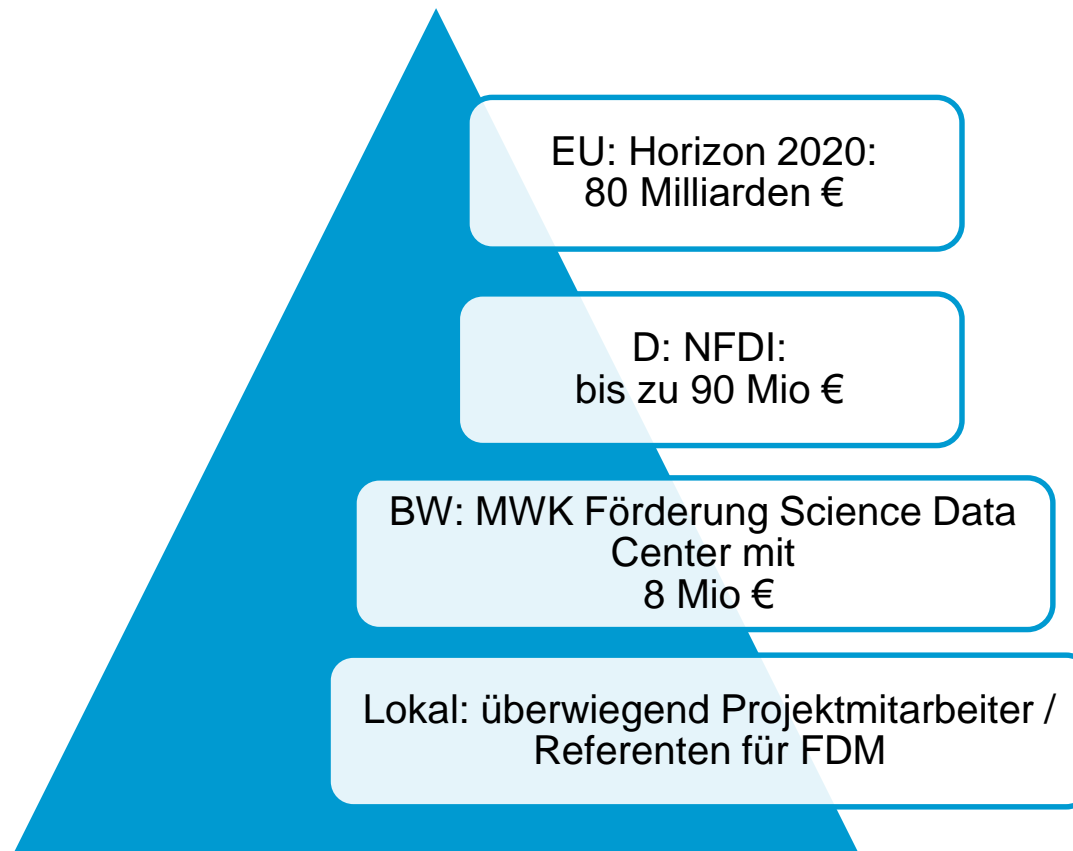 EU: Horizon 2020:
80 Milliarden €
D: NFDI:
bis zu 90 Mio €
BW: MWK Förderung Science Data
Center mit
8 Mio €
Lokal: überwiegend Projektmitarbeiter /
Referenten für FDM